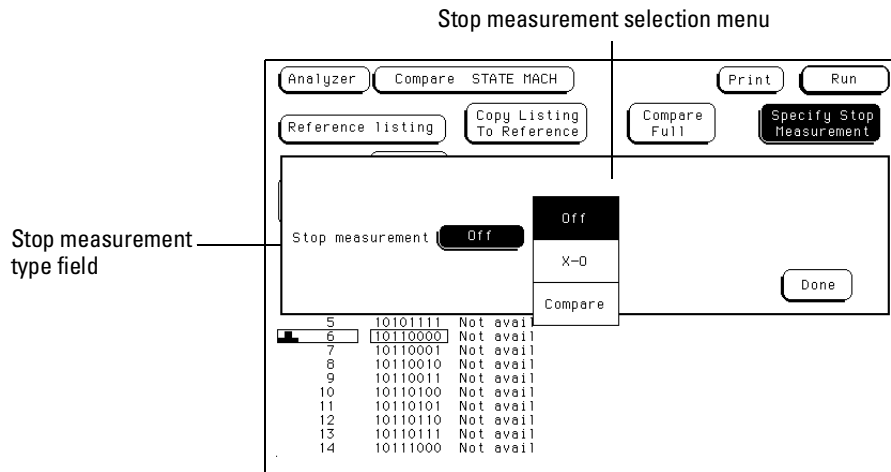 Stop measurement selection menu
Analyzer Compare STATE MACH Print Run
Reference listing Copy Listing To Reference Compare Full Specify Stop Measurement
Stop measurement type field
Stop measurement Off
Off
X-O
Compare
Done
5 10101111 Not avail
6 10110000 Not avail
7 10110001 Not avail
8 10110010 Not avail
9 10110011 Not avail
10 10110100 Not avail
11 10110101 Not avail
12 10110110 Not avail
13 10110111 Not avail
14 10111000 Not avail